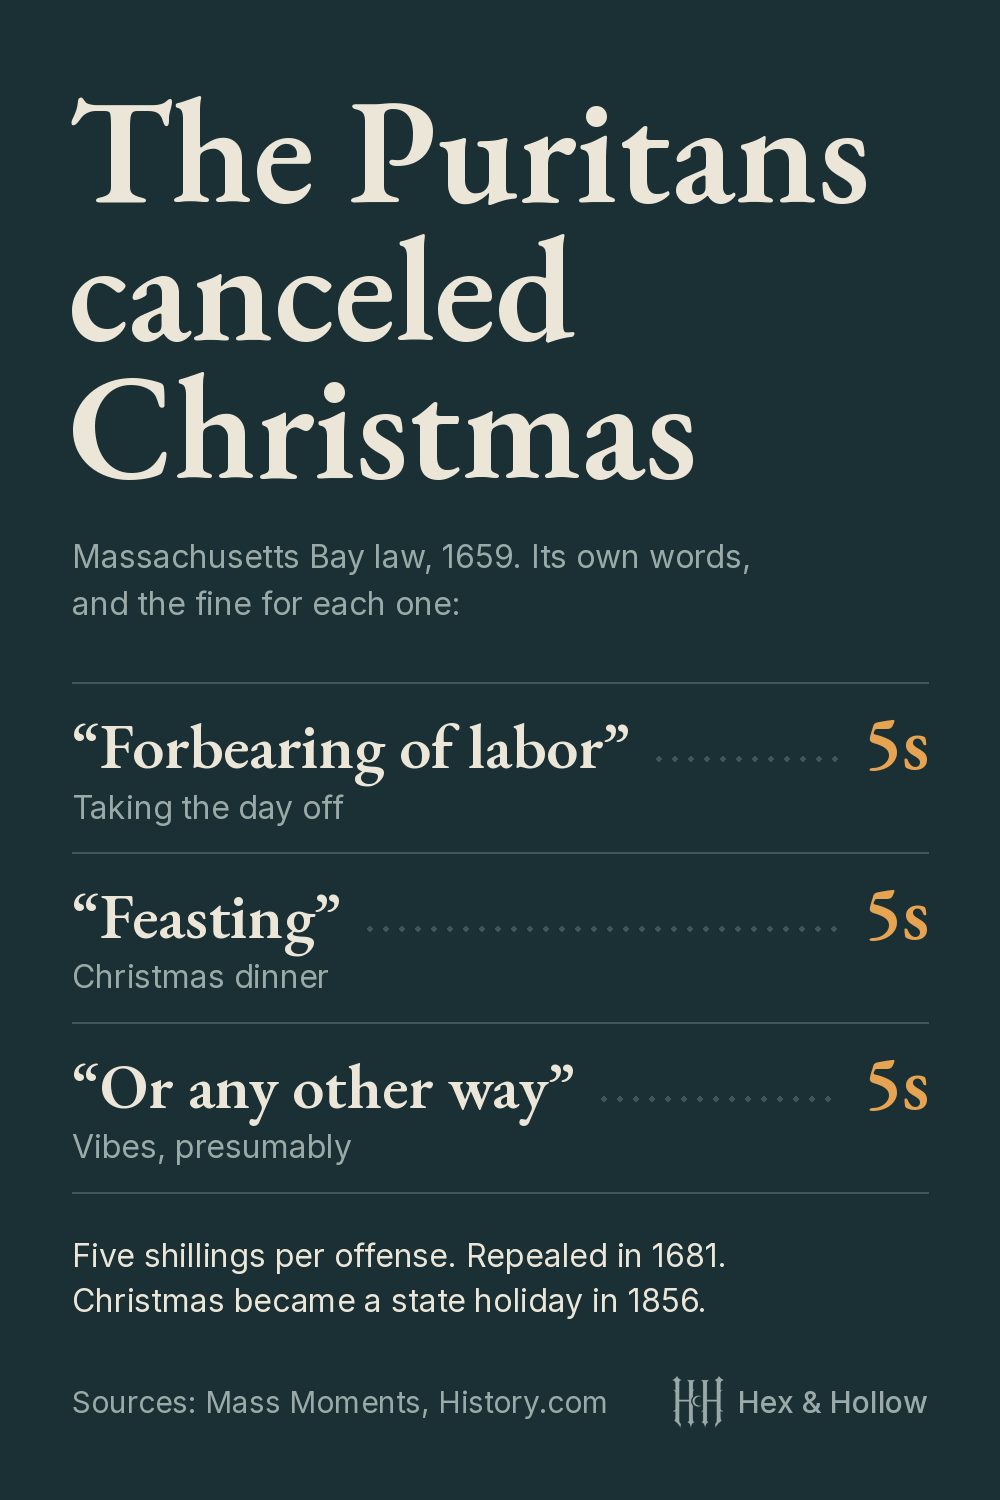 The Puritans
canceled
Christmas
Massachusetts Bay law, 1659. Its own words,
and the fine for each one:
“Forbearing of labor” 5s
Taking the day off
“Feasting” 5s
Christmas dinner
“Or any other way” 5s
Vibes, presumably
Five shillings per offense. Repealed in 1681.
Christmas became a state holiday in 1856.
Sources: Mass Moments, History.com
Hex & Hollow